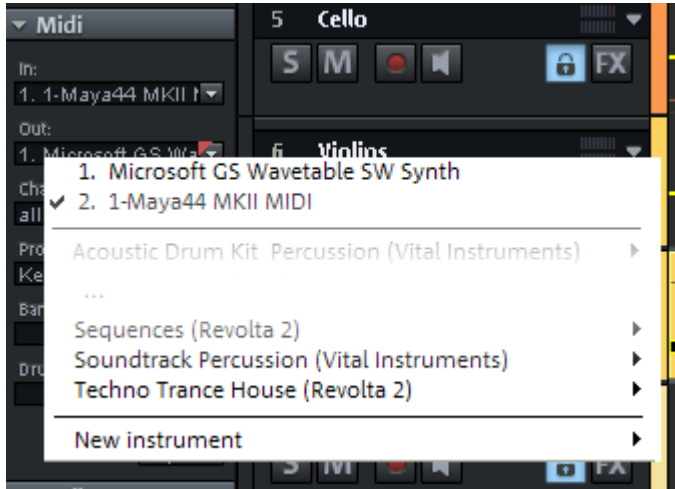 Midi
5 Cello
In:
S M FX
1. 1-Maya44 MKII
Out:
1. Microsoft GS
6 Violins
1. Microsoft GS Wavetable SW Synth
2. 1-Maya44 MKII MIDI
all
Acoustic Drum Kit Percussion (Vital Instruments)
...
Sequences (Revolta 2)
Soundtrack Percussion (Vital Instruments)
Techno Trance House (Revolta 2)
New instrument
S M FX